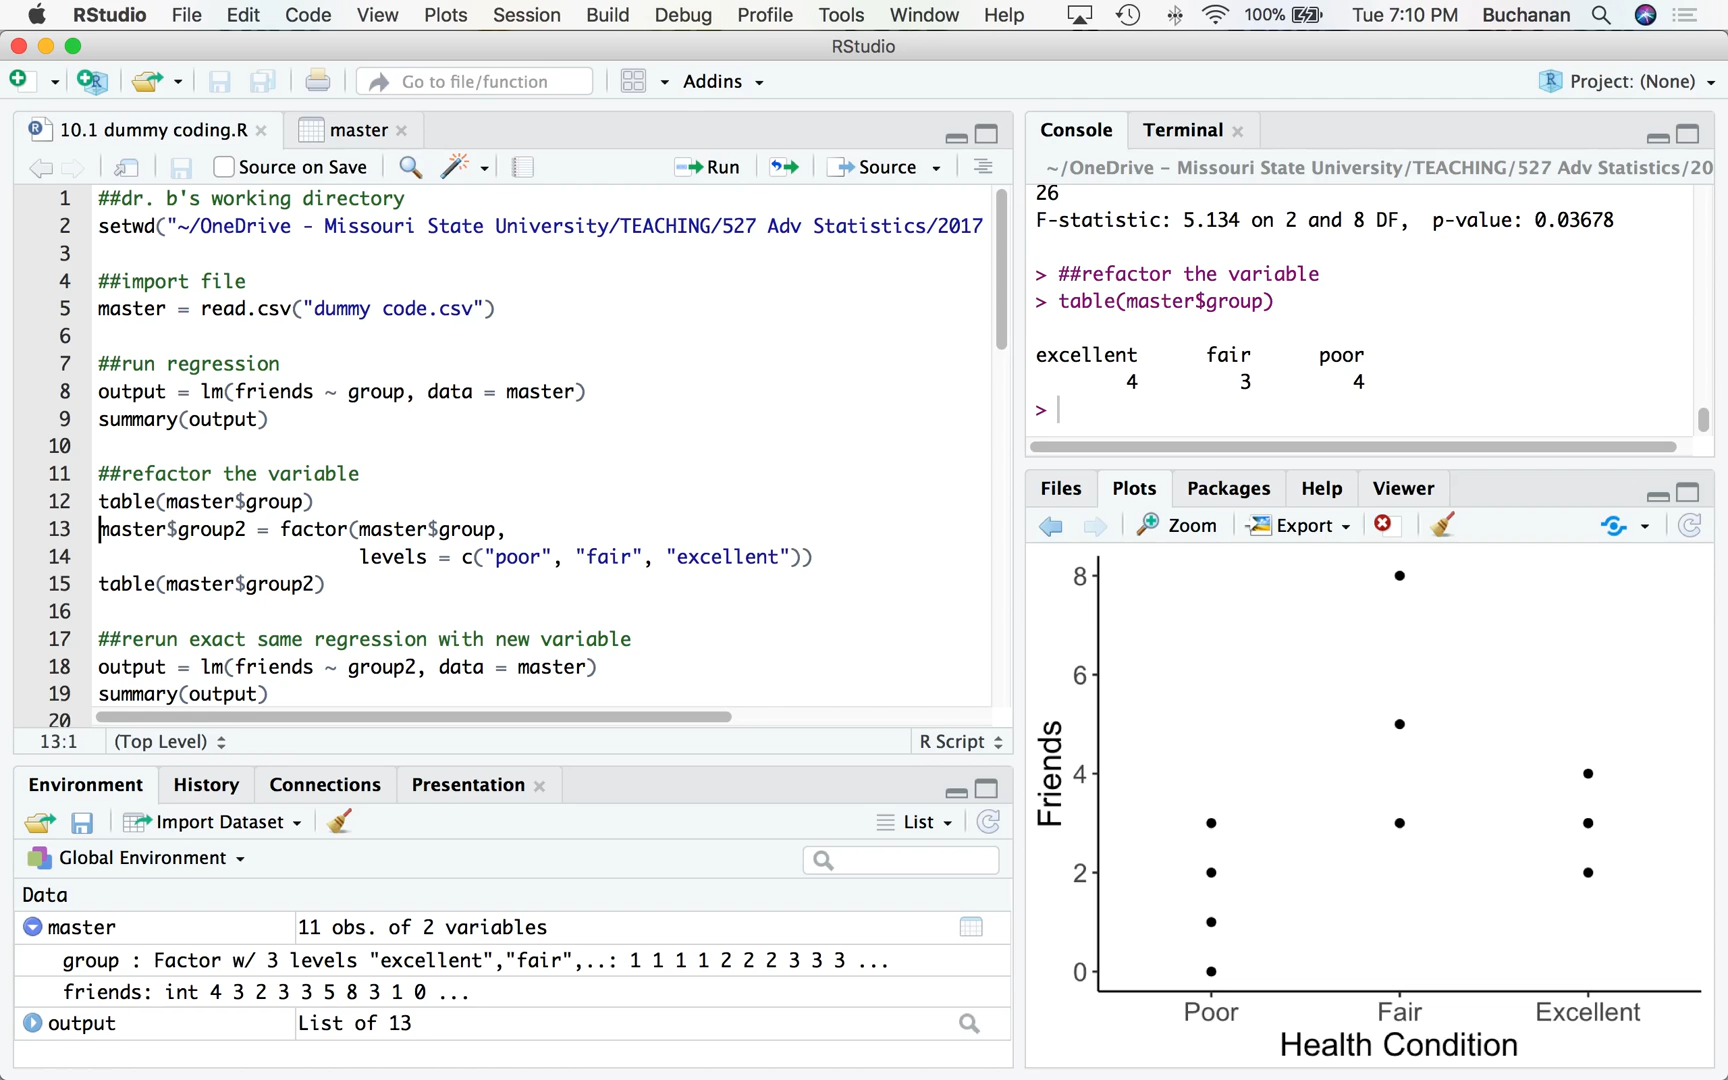 RStudio File Edit Code View Plots Session Build Debug Profile Tools Window Help 100% Tue 7:10 PM Buchanan
RStudio
Go to file/function Addins Project: (None)
10.1 dummy coding.R master
Source on Save Run Source
1 ##dr. b's working directory
2 setwd("~/OneDrive - Missouri State University/TEACHING/527 Adv Statistics/2017
3
4 ##import file
5 master = read.csv("dummy code.csv")
6
7 ##run regression
8 output = lm(friends ~ group, data = master)
9 summary(output)
10
11 ##refactor the variable
12 table(master$group)
13 master$group2 = factor(master$group,
14 levels = c("poor", "fair", "excellent"))
15 table(master$group2)
16
17 ##rerun exact same regression with new variable
18 output = lm(friends ~ group2, data = master)
19 summary(output)
20
13:1 (Top Level) R Script
Environment History Connections Presentation
Import Dataset List
Global Environment
Data
master 11 obs. of 2 variables
group : Factor w/ 3 levels "excellent","fair",..: 1 1 1 1 2 2 2 3 3 3 ...
friends: int 4 3 2 3 3 5 8 3 1 0 ...
output List of 13
Console Terminal
~/OneDrive - Missouri State University/TEACHING/527 Adv Statistics/20
26
F-statistic: 5.134 on 2 and 8 DF, p-value: 0.03678
> ##refactor the variable
> table(master$group)
excellent fair poor
4 3 4
>
Files Plots Packages Help Viewer
Zoom Export
8
6
4
2
0
Friends
Poor Fair Excellent
Health Condition